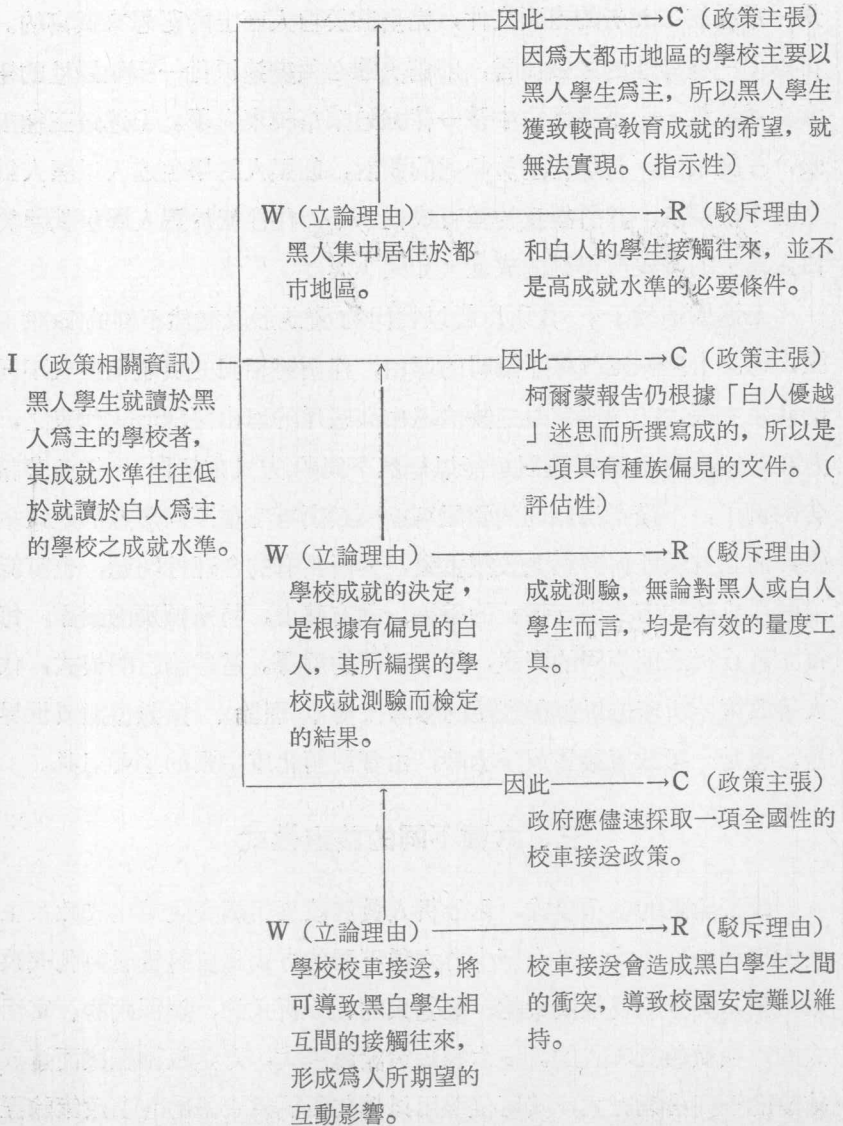 因此 → C (政策主張)
因爲大都市地區的學校主要以
黑人學生爲主,所以黑人學生
獲致較高教育成就的希望,就
無法實現。(指示性)
W (立論理由) → R (駁斥理由)
黑人集中居住於都
市地區。
和白人的學生接觸往來,並不
是高成就水準的必要條件。
I (政策相關資訊)
黑人學生就讀於黑
人爲主的學校者,
其成就水準往往低
於就讀於白人爲主
的學校之成就水準。
因此 → C (政策主張)
柯爾蒙報告仍根據「白人優越
」迷思而所撰寫成的,所以是
一項具有種族偏見的文件。(
評估性)
W (立論理由) → R (駁斥理由)
學校成就的決定,
是根據有偏見的白
人,其所編撰的學
校成就測驗而檢定
的結果。
成就測驗,無論對黑人或白人
學生而言,均是有效的量度工
具。
因此 → C (政策主張)
政府應儘速採取一項全國性的
校車接送政策。
W (立論理由) → R (駁斥理由)
學校校車接送,將
可導致黑白學生相
互間的接觸往來,
形成爲人所期望的
互動影響。
校車接送會造成黑白學生之間
的衝突,導致校園安定難以維
持。